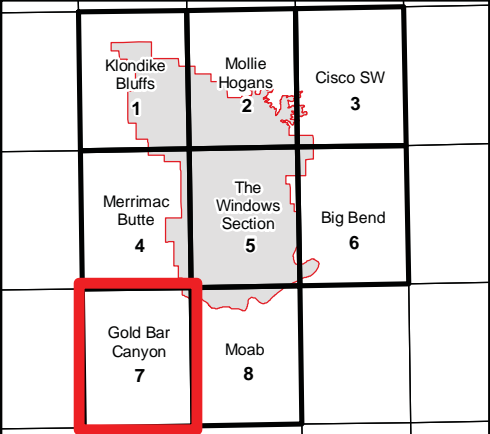 Klondike
Bluffs
1
Mollie
Hogans
2
Cisco SW
3
Merrimac
Butte
4
The
Windows
Section
5
Big Bend
6
Gold Bar
Canyon
7
Moab
8